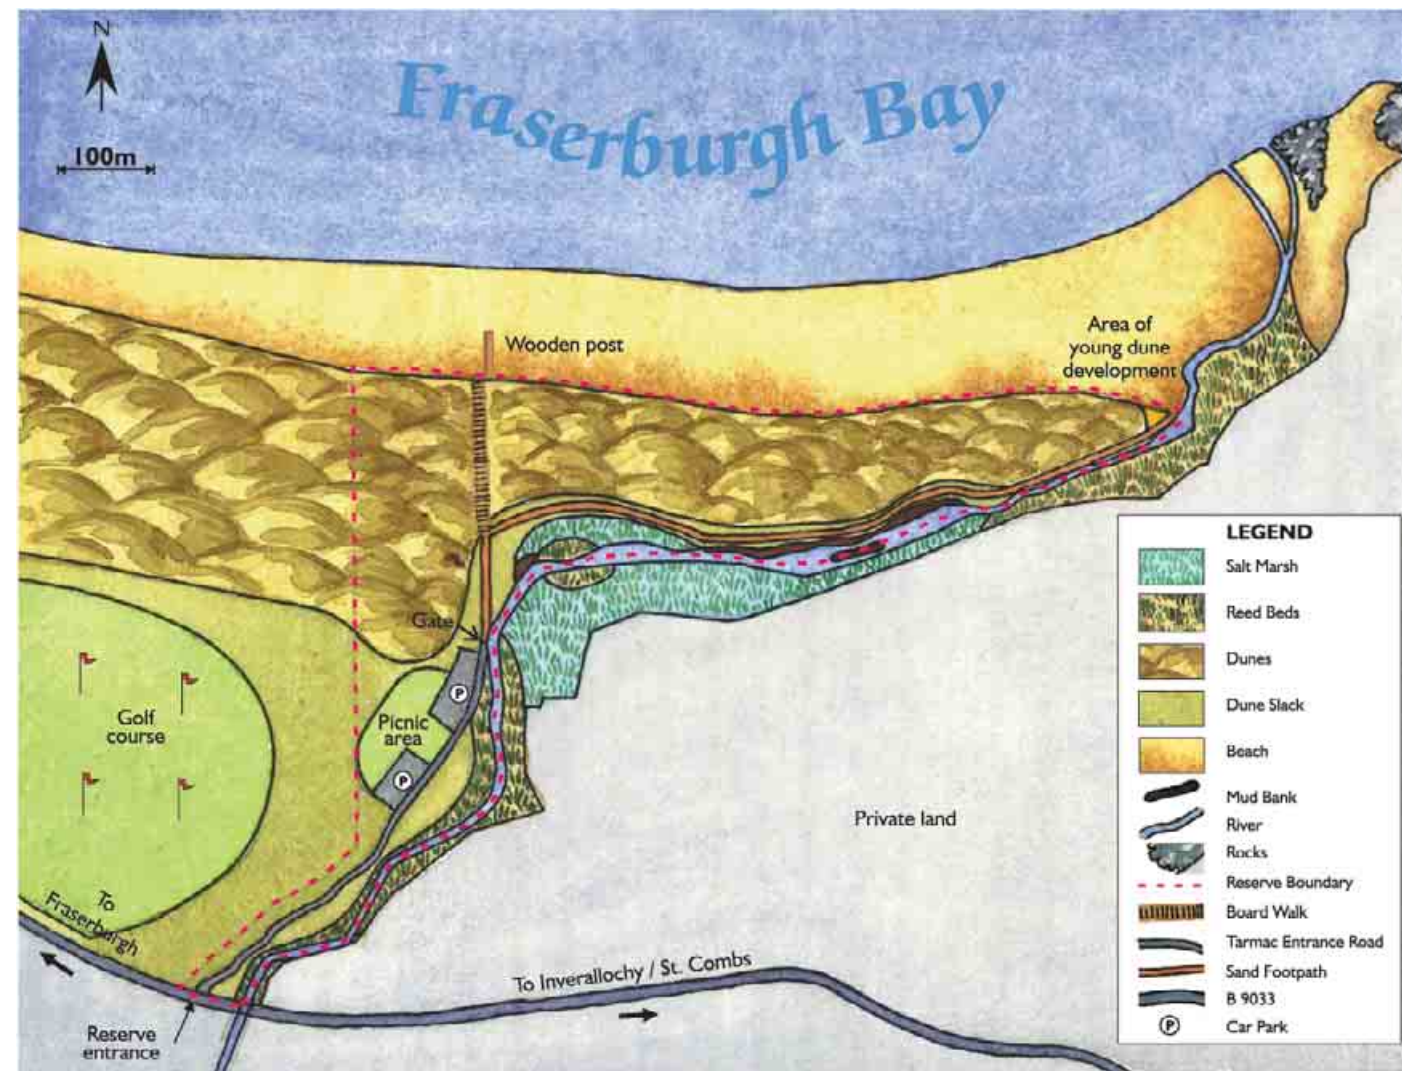 N
100m
Fraserburgh Bay
Wooden post
Area of
young dune
development
Gate
Golf
course
Picnic
area
P
P
Private land
To
Fraserburgh
To Inverallochy / St. Combs
Reserve
entrance
LEGEND
Salt Marsh
Reed Beds
Dunes
Dune Slack
Beach
Mud Bank
River
Rocks
Reserve Boundary
Board Walk
Tarmac Entrance Road
Sand Footpath
B 9033
P Car Park